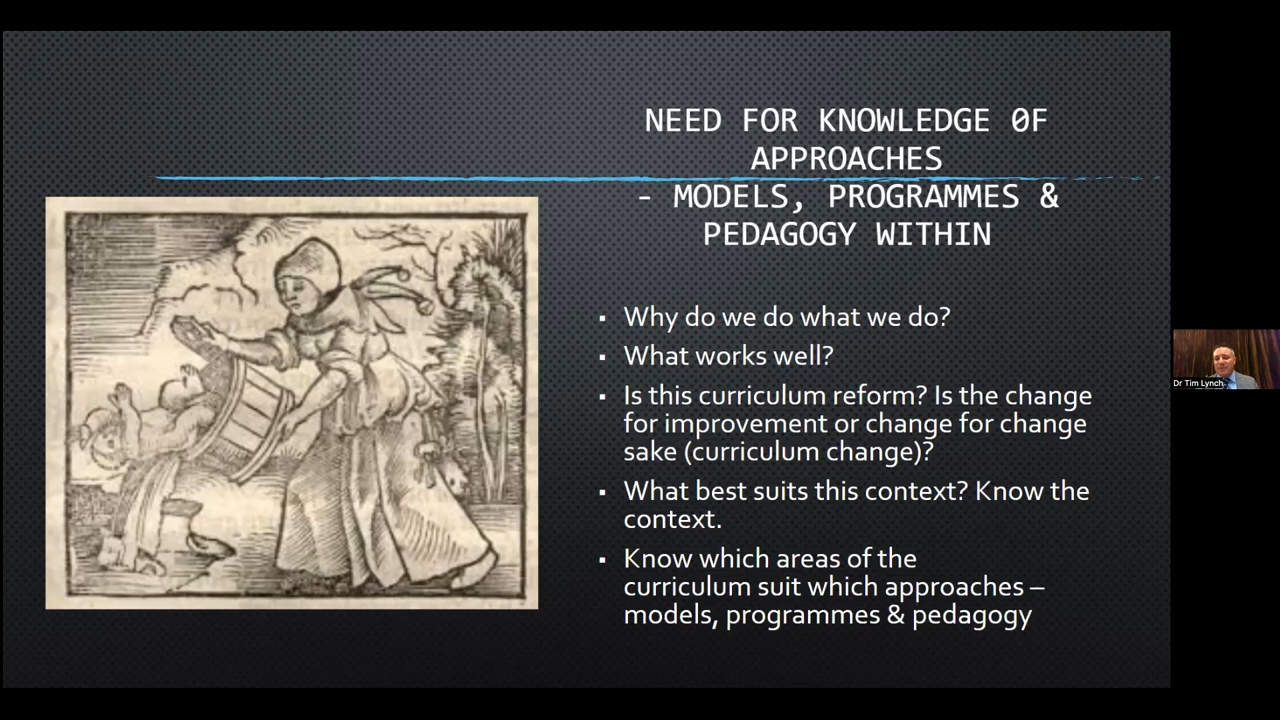 NEED FOR KNOWLEDGE 0F
APPROACHES
- MODELS, PROGRAMMES &
PEDAGOGY WITHIN
▪ Why do we do what we do?
▪ What works well?
▪ Is this curriculum reform? Is the change
for improvement or change for change
sake (curriculum change)?
▪ What best suits this context? Know the
context.
▪ Know which areas of the
curriculum suit which approaches –
models, programmes & pedagogy
Dr Tim Lynch